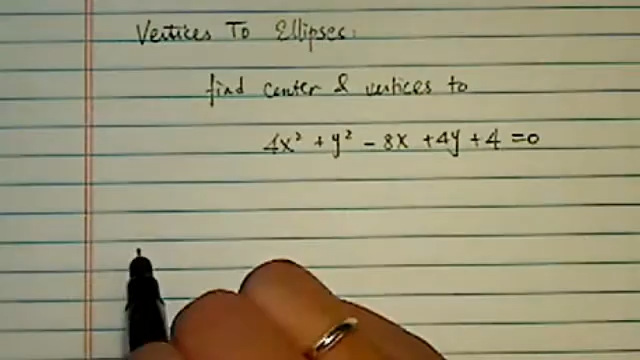 Vertices To Ellipses:
find center & vertices to
4x² + y² - 8x + 4y + 4 = 0